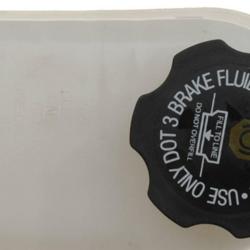 • USE ONLY DOT 3 BRAKE FLUID
FILL TO LINE
DO NOT OVERFILL